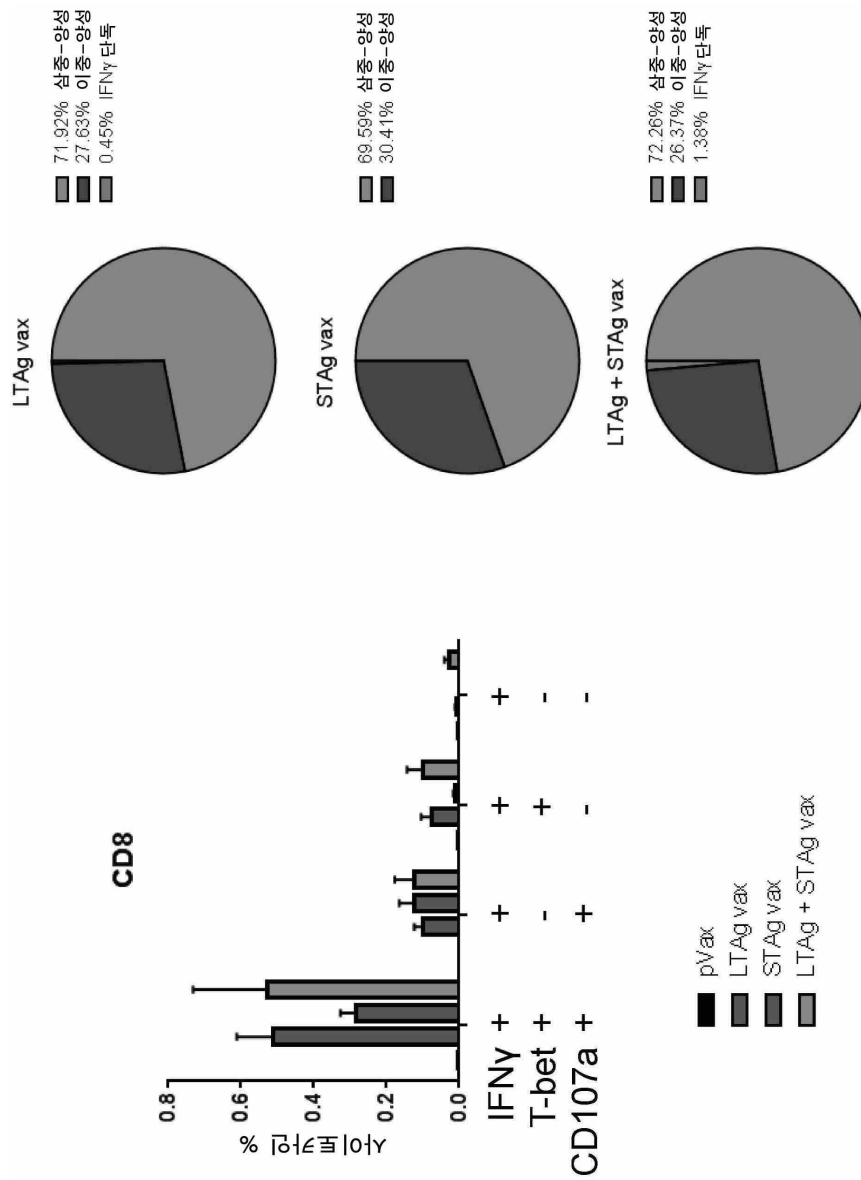 CD8
사이토카인 %
0.8
0.6
0.4
0.2
0.0
IFNγ + + + +
T-bet + - + -
CD107a + + - -
pVax
LTAg vax
STAg vax
LTAg + STAg vax
LTAg vax
71.92% 삼중-양성
27.63% 이중-양성
0.45% IFNγ 단독
STAg vax
69.59% 삼중-양성
30.41% 이중-양성
LTAg + STAg vax
72.26% 삼중-양성
26.37% 이중-양성
1.38% IFNγ 단독